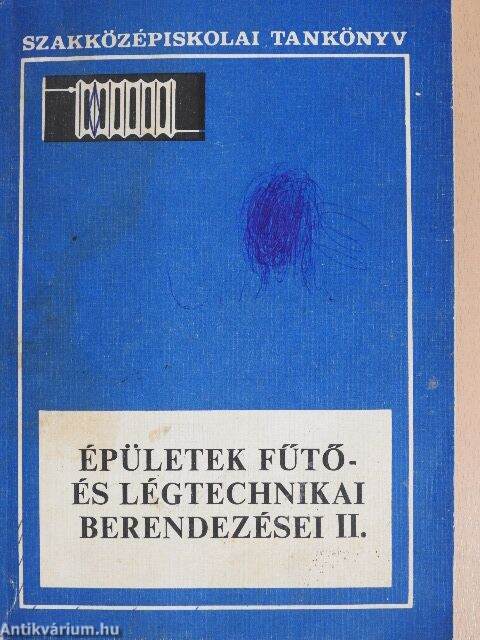 SZAKKÖZÉPISKOLAI TANKÖNYV
ÉPÜLETEK FŰTŐ-
ÉS LÉGTECHNIKAI
BERENDEZÉSEI II.
Antikvárium.hu